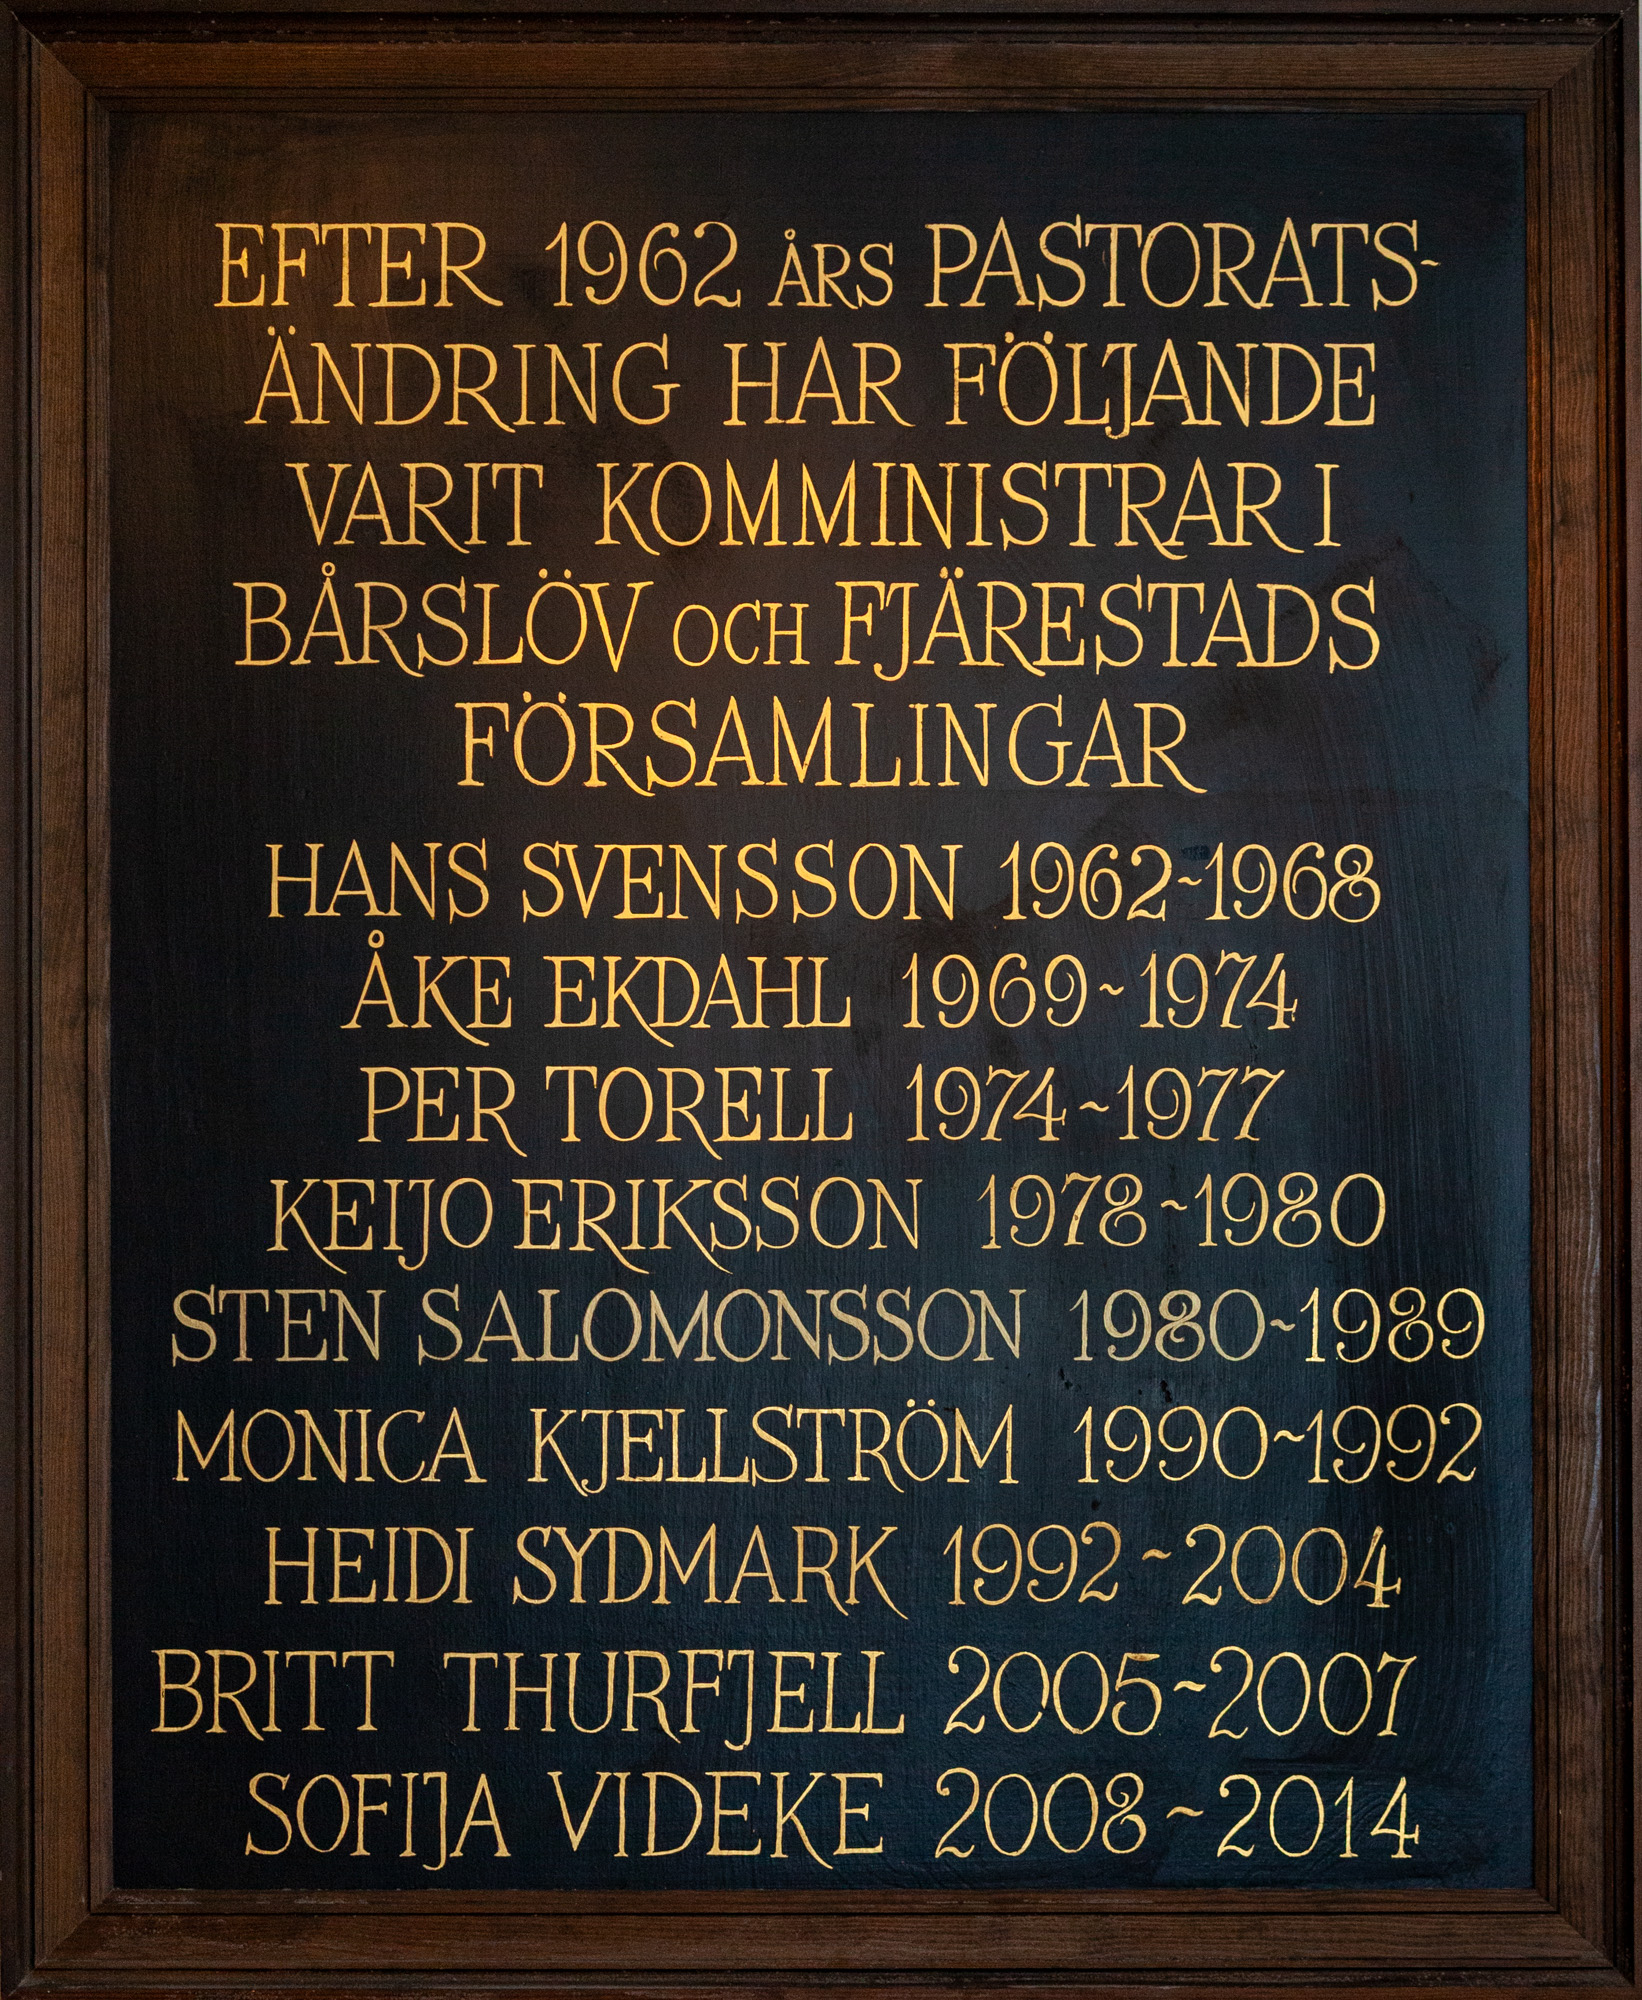 EFTER 1962 ÅRS PASTORATS-
ÄNDRING HAR FÖLJANDE
VARIT KOMMINISTRAR I
BÅRSLÖV OCH FJÄRESTADS
FÖRSAMLINGAR
HANS SVENSSON 1962~1968
ÅKE EKDAHL 1969~1974
PER TORELL 1974~1977
KEIJO ERIKSSON 1978~1980
STEN SALOMONSSON 1980~1989
MONICA KJELLSTRÖM 1990~1992
HEIDI SYDMARK 1992~2004
BRITT THURFJELL 2005~2007
SOFIJA VIDEKE 2008~2014